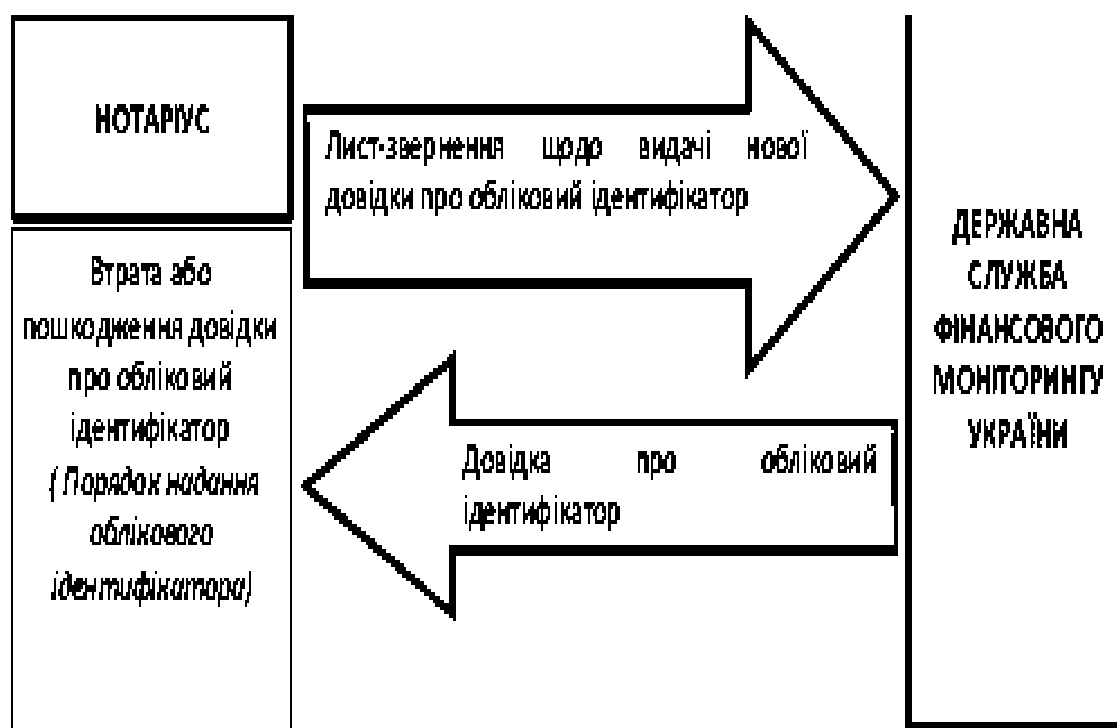 НОТАРІУС
Втрата або
пошкодження довідки
про обліковий
ідентифікатор
( Порядок надання
облікового
ідентифікатора)
Лист-звернення щодо видачі нової
довідки про обліковий ідентифікатор
Довідка про обліковий
ідентифікатор
ДЕРЖАВНА
СЛУЖБА
ФІНАНСОВОГО
МОНІТОРИНГУ
УКРАЇНИ